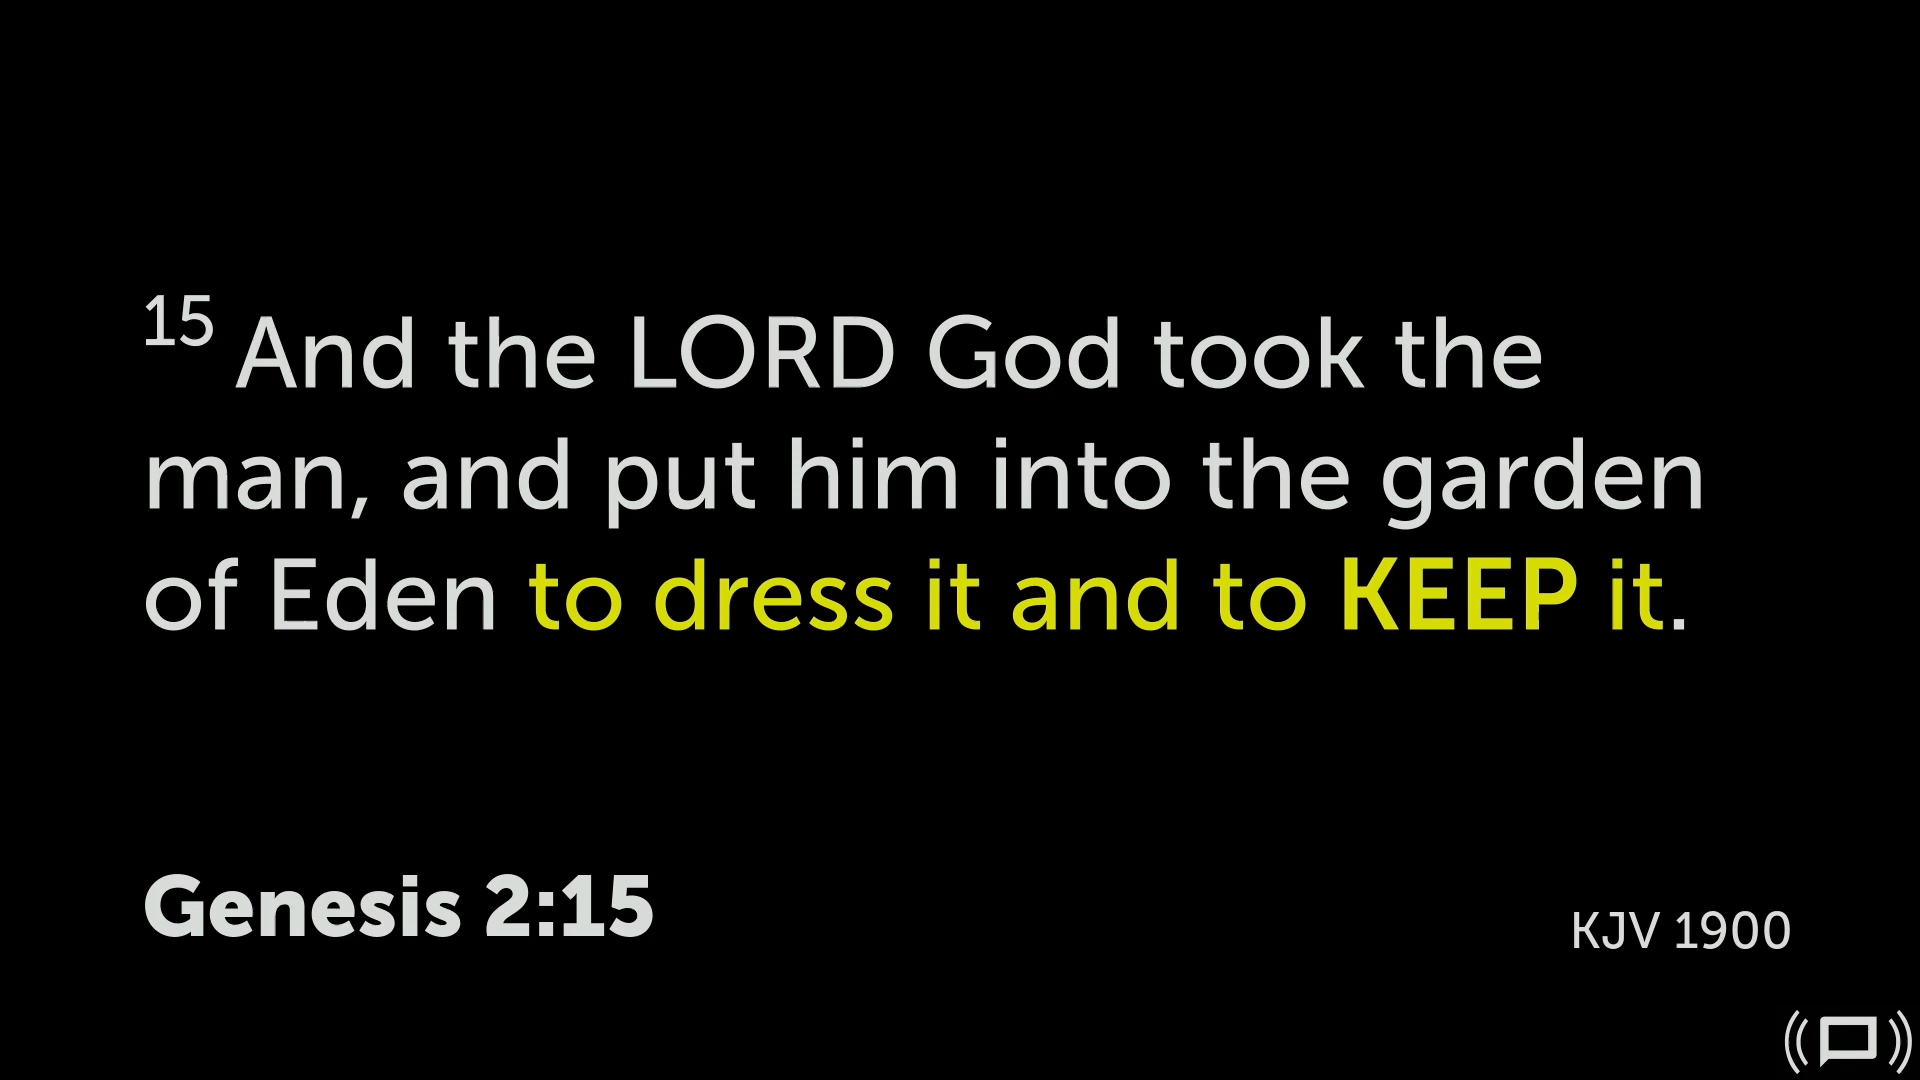 15 And the LORD God took the
man, and put him into the garden
of Eden to dress it and to KEEP it.
Genesis 2:15
KJV 1900